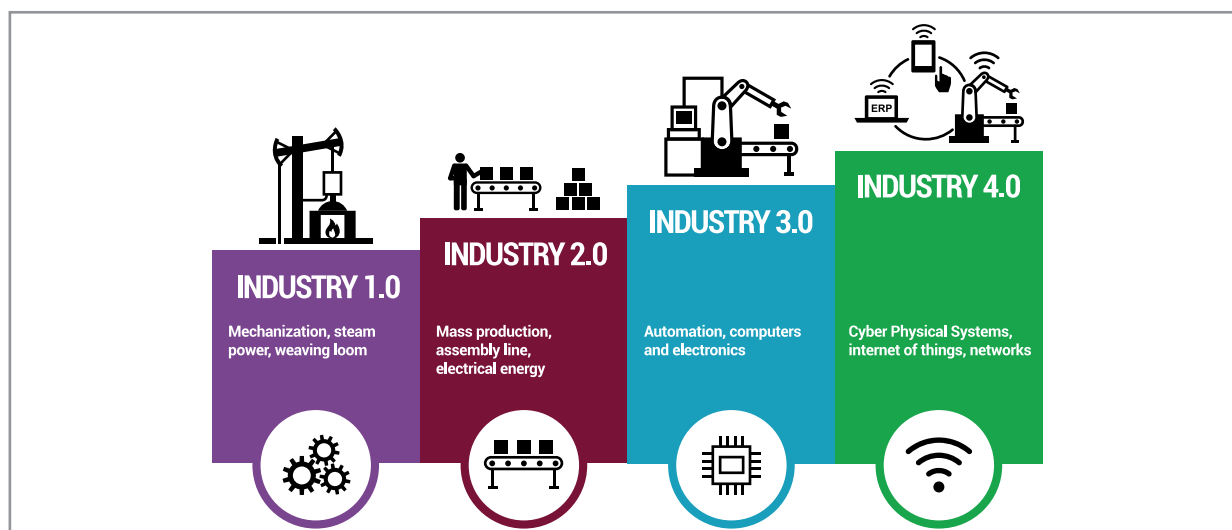 ERP
INDUSTRY 1.0
Mechanization, steam
power, weaving loom
INDUSTRY 2.0
Mass production,
assembly line,
electrical energy
INDUSTRY 3.0
Automation, computers
and electronics
INDUSTRY 4.0
Cyber Physical Systems,
internet of things, networks